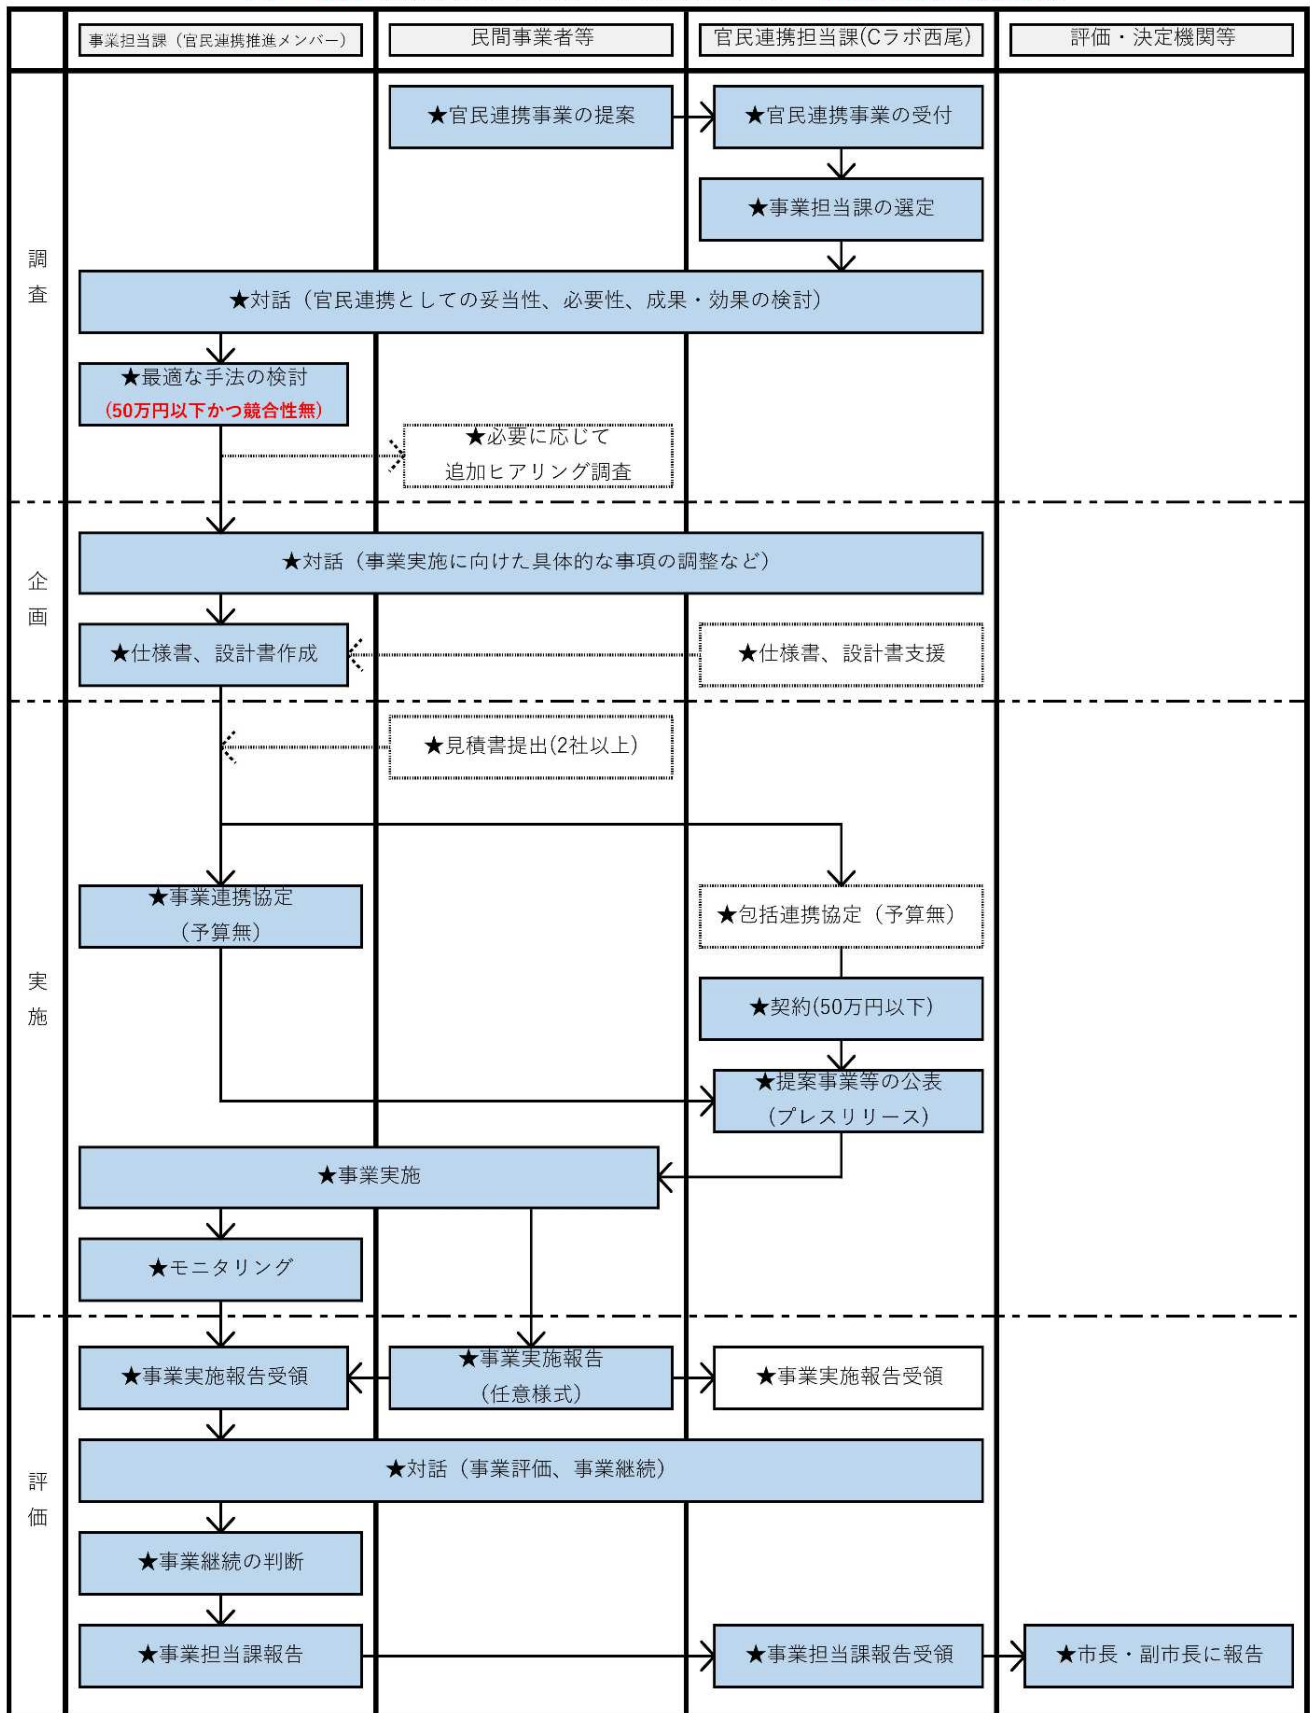 事業担当課（官民連携推進メンバー）
民間事業者等
官民連携担当課(Cラボ西尾)
評価・決定機関等
調査
★官民連携事業の提案
★官民連携事業の受付
★事業担当課の選定
★対話（官民連携としての妥当性、必要性、成果・効果の検討）
★最適な手法の検討
(50万円以下かつ競合性無)
★必要に応じて
追加ヒアリング調査
企画
★対話（事業実施に向けた具体的な事項の調整など）
★仕様書、設計書作成
★仕様書、設計書支援
実施
★見積書提出(2社以上)
★事業連携協定
（予算無）
★包括連携協定（予算無）
★契約(50万円以下)
★提案事業等の公表
(プレスリリース)
★事業実施
★モニタリング
評価
★事業実施報告受領
★事業実施報告
（任意様式）
★事業実施報告受領
★対話（事業評価、事業継続）
★事業継続の判断
★事業担当課報告
★事業担当課報告受領
★市長・副市長に報告